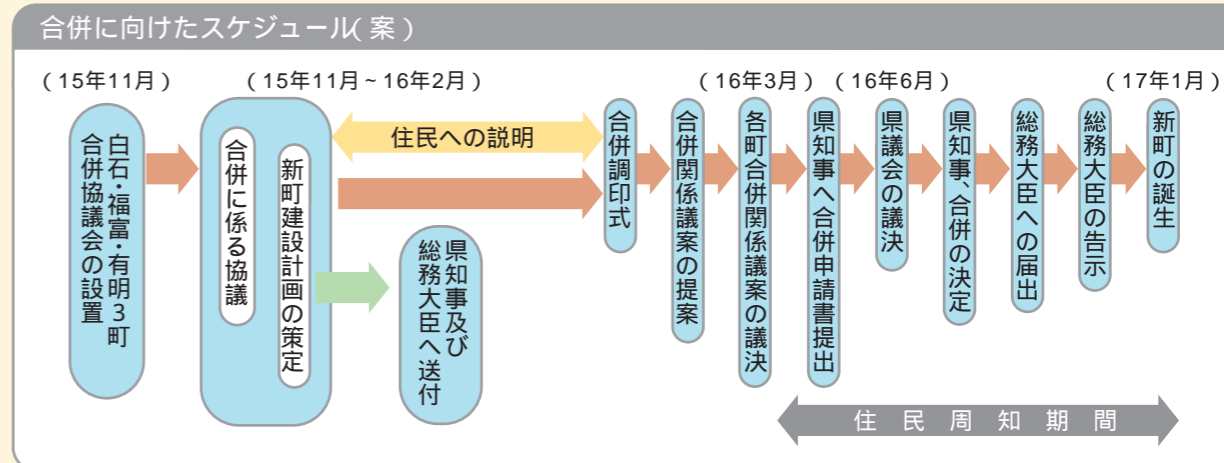 合併に向けたスケジュール(案)
(15年11月)
(15年11月~16年2月)
(16年3月)
(16年6月)
(17年1月)
白石・福富・有明3町
合併協議会の設置
合併に係る協議
新町建設計画の策定
住民への説明
県知事及び
総務大臣へ送付
合併調印式
合併関係議案の提案
各町合併関係議案の議決
県知事へ合併申請書提出
県議会の議決
県知事、合併の決定
総務大臣への届出
総務大臣の告示
新町の誕生
住民周知期間